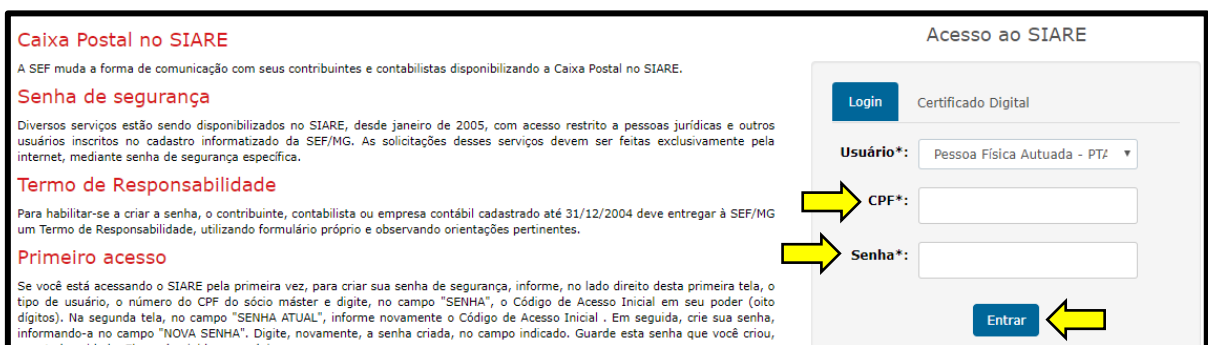 Caixa Postal no SIARE
A SEF muda a forma de comunicação com seus contribuintes e contabilistas disponibilizando a Caixa Postal no SIARE.
Senha de segurança
Diversos serviços estão sendo disponibilizados no SIARE, desde janeiro de 2005, com acesso restrito a pessoas jurídicas e outros
usuários inscritos no cadastro informatizado da SEF/MG. As solicitações desses serviços devem ser feitas exclusivamente pela
internet, mediante senha de segurança específica.
Termo de Responsabilidade
Para habilitar-se a criar a senha, o contribuinte, contabilista ou empresa contábil cadastrado até 31/12/2004 deve entregar à SEF/MG
um Termo de Responsabilidade, utilizando formulário próprio e observando orientações pertinentes.
Primeiro acesso
Se você está acessando o SIARE pela primeira vez, para criar sua senha de segurança, informe, no lado direito desta primeira tela, o
tipo de usuário, o número do CPF do sócio máster e digite, no campo "SENHA", o Código de Acesso Inicial em seu poder (oito
dígitos). Na segunda tela, no campo "SENHA ATUAL", informe novamente o Código de Acesso Inicial . Em seguida, crie sua senha,
informando-a no campo "NOVA SENHA". Digite, novamente, a senha criada, no campo indicado. Guarde esta senha que você criou,
Acesso ao SIARE
Login Certificado Digital
Usuário*: Pessoa Física Autuada - PTA
CPF*:
Senha*:
Entrar